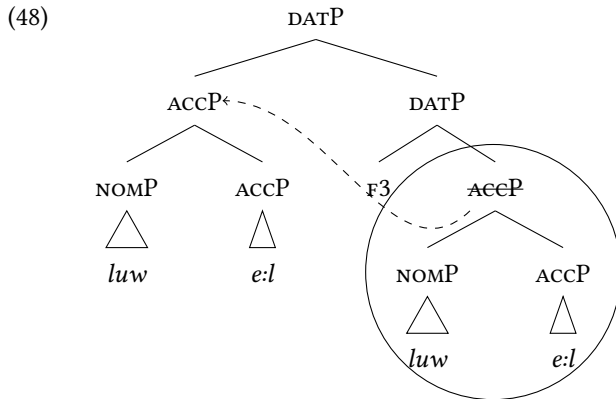 (48)
DATP
ACCP DATP
NOMP ACCP F3 ACCP
luw e:l NOMP ACCP
luw e:l